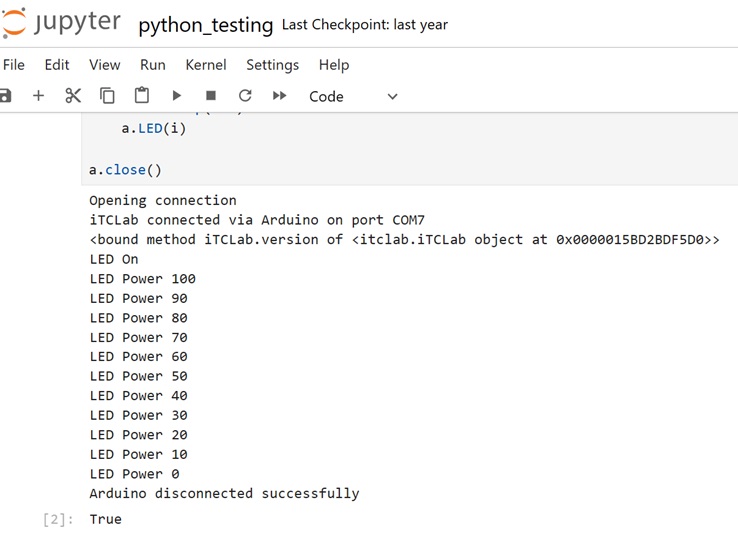 jupyter python_testing Last Checkpoint: last year
File Edit View Run Kernel Settings Help
Code
a.LED(i)
a.close()
Opening connection
iTCLab connected via Arduino on port COM7
<bound method iTCLab.version of <itclab.iTCLab object at 0x0000015BD2BDF5D0>>
LED On
LED Power 100
LED Power 90
LED Power 80
LED Power 70
LED Power 60
LED Power 50
LED Power 40
LED Power 30
LED Power 20
LED Power 10
LED Power 0
Arduino disconnected successfully
[2]: True